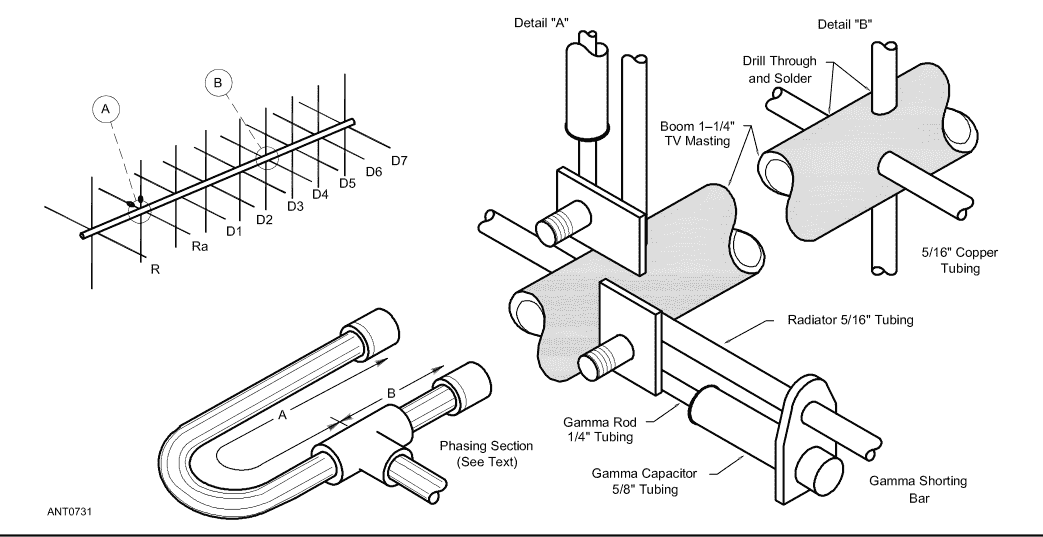 Detail "A"
Detail "B"
Drill Through
and Solder
B
A
Boom 1–1/4"
TV Masting
D7
D6
D5
D4
D3
D2
D1
Ra
R
5/16" Copper
Tubing
Radiator 5/16" Tubing
A
B
Phasing Section
(See Text)
Gamma Rod
1/4" Tubing
Gamma Capacitor
5/8" Tubing
Gamma Shorting
Bar
ANT0731